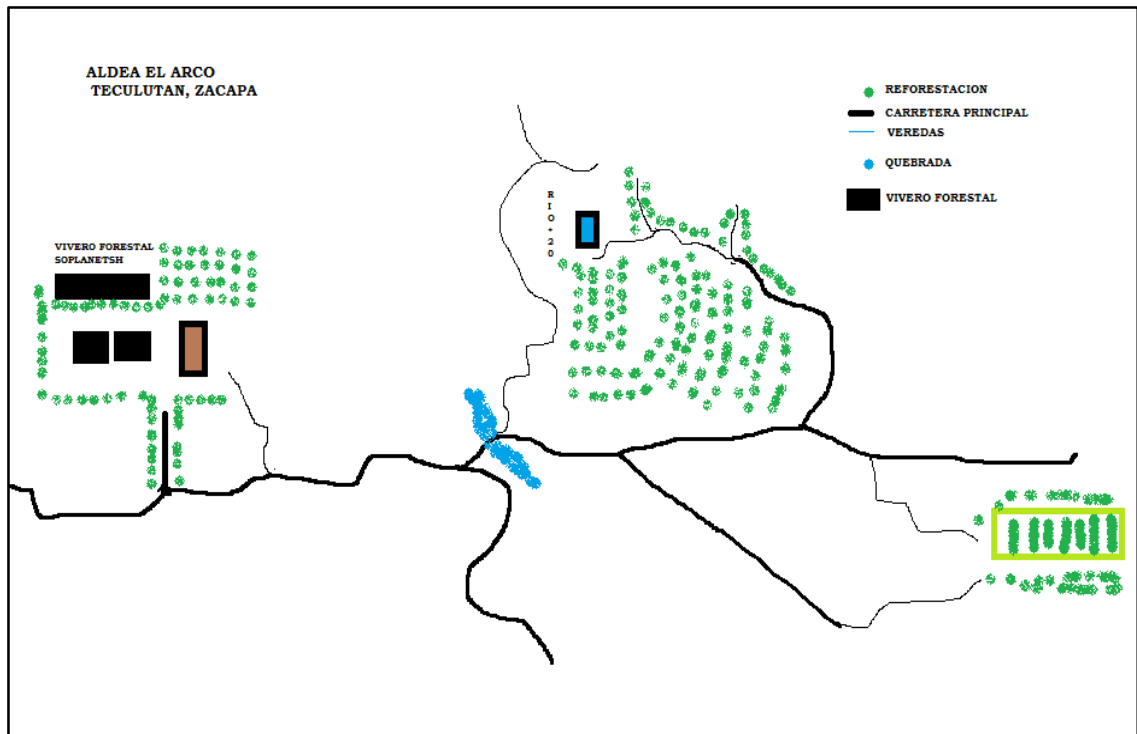 ALDEA EL ARCO
TECULUTAN, ZACAPA
REFORESTACION
CARRETERA PRINCIPAL
VEREDAS
QUEBRADA
VIVERO FORESTAL
RIO+20
VIVERO FORESTAL
SOPLANETSH